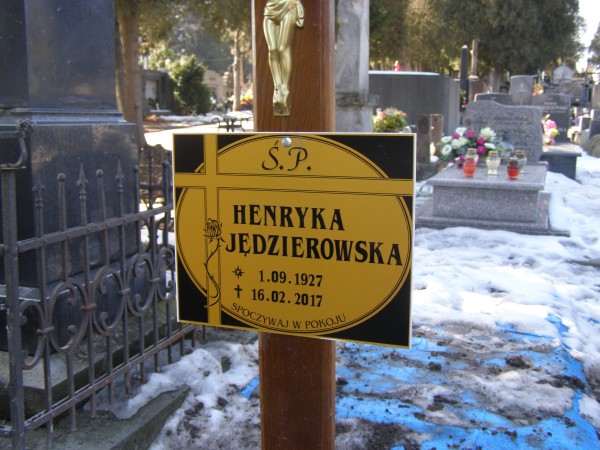 Ś.P.
HENRYKA
JĘDZIEROWSKA
1.09.1927
16.02.2017
SPOCZYWAJ W POKOJU